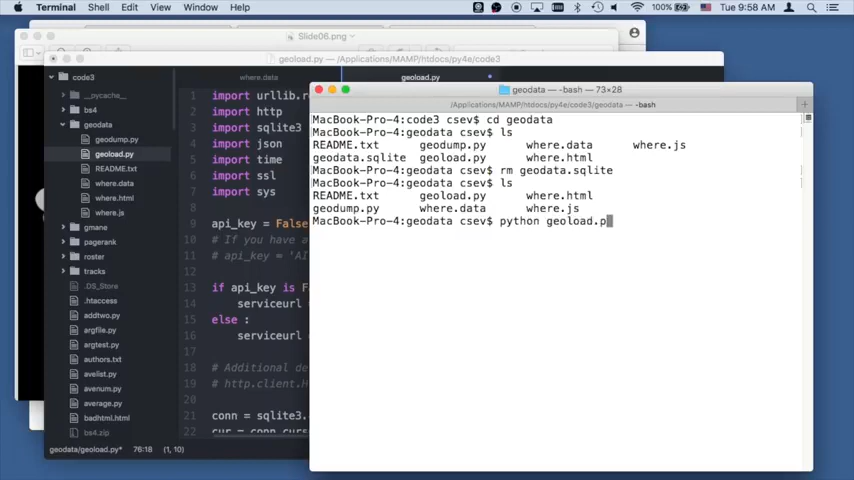 Terminal Shell Edit View Window Help 100% Tue 9:58 AM
Slide06.png
geoload.py — /Applications/MAMP/htdocs/py4e/code3
code3
where.data
geoload.py
__pycache__
bs4
geodata
geodump.py
geoload.py
README.txt
where.data
where.html
where.js
gmane
pagerank
rest
tracks
.DS_Store
.htaccess
addtwo.py
argfile.py
argtest.py
authors.txt
avelist.py
avenum.py
average.py
badhtml.html
bs4.zip
geodata/geoload.py* 76:18 (1, 10)
1 import urllib.r
2 import http
3 import sqlite3
4 import json
5 import time
6 import ssl
7 import sys
8
9 api_key = False
10 # If you have a
11 # api_key = 'AI
12
13 if api_key is Fa
14 serviceurl
15 else :
16 serviceurl
17
18 # Additional de
19 # http.client.H
20
21 conn = sqlite3.
22 cur = conn.curs
geodata — -bash — 73×28
/Applications/MAMP/htdocs/py4e/code3/geodata — -bash
MacBook-Pro-4:code3 csev$ cd geodata
MacBook-Pro-4:geodata csev$ ls
README.txt geodump.py where.data where.js
geodata.sqlite geoload.py where.html
MacBook-Pro-4:geodata csev$ rm geodata.sqlite
MacBook-Pro-4:geodata csev$ ls
README.txt geoload.py where.html
geodump.py where.data where.js
MacBook-Pro-4:geodata csev$ python geoload.p